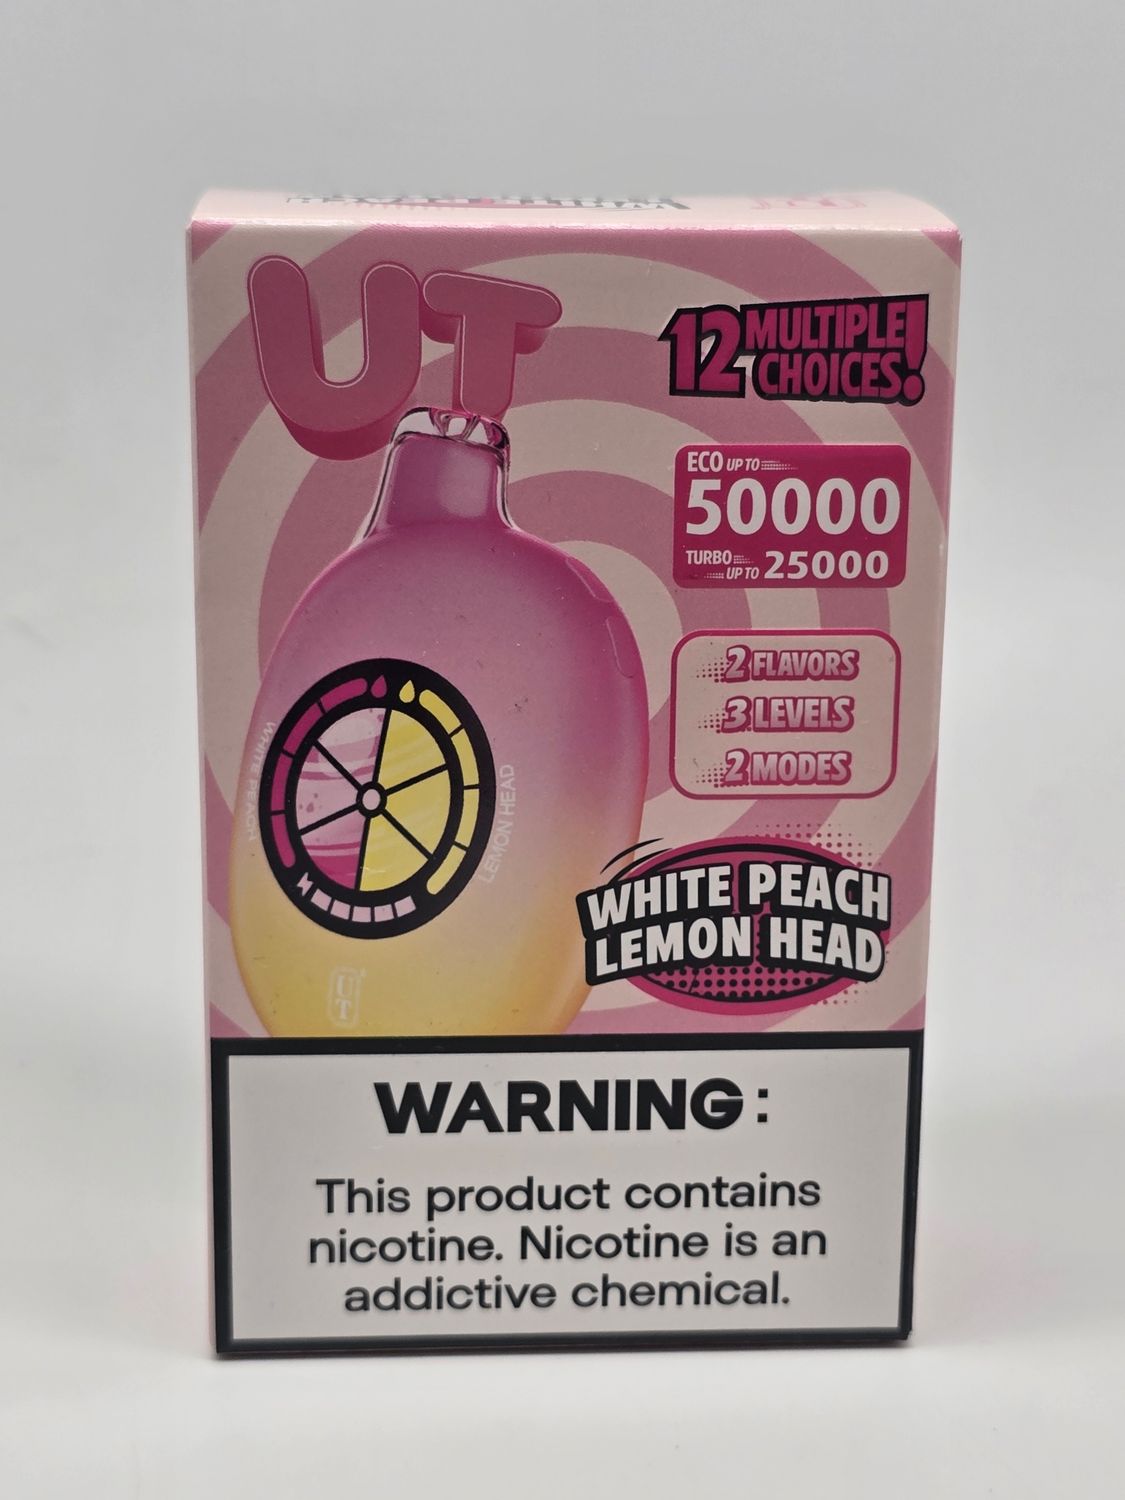 UT
12 MULTIPLE
CHOICES!
ECO UP TO
50000
TURBO
UP TO 25000
2 FLAVORS
3 LEVELS
2 MODES
WHITE PEACH
LEMON HEAD
WHITE PEACH
LEMON HEAD
UT
WARNING:
This product contains
nicotine. Nicotine is an
addictive chemical.